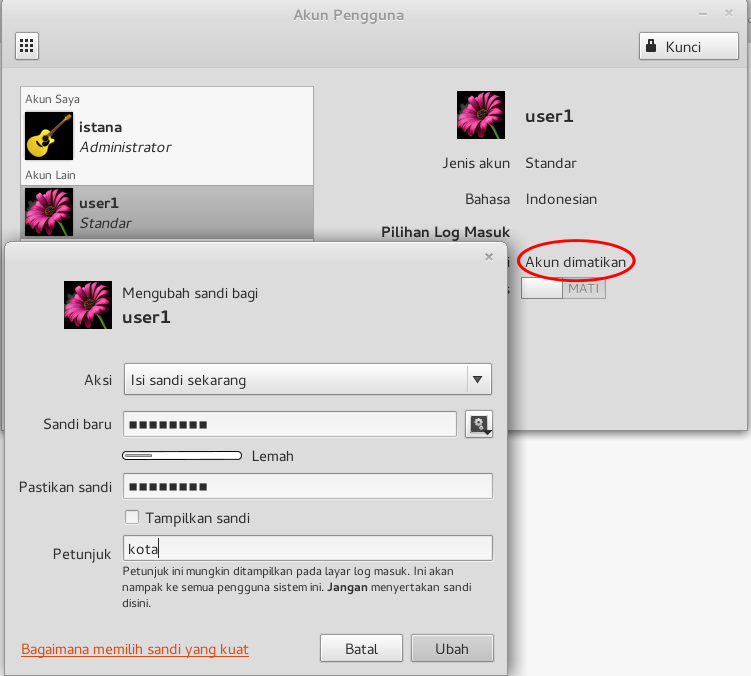 Akun Pengguna
Kunci
Akun Saya
istana
Administrator
Akun Lain
user1
Standar
user1
Jenis akun Standar
Bahasa Indonesian
Pilihan Log Masuk
Akun dimatikan
MATI
Mengubah sandi bagi
user1
Aksi Isi sandi sekarang
Sandi baru
Lemah
Pastikan sandi
Tampilkan sandi
Petunjuk kota
Petunjuk ini mungkin ditampilkan pada layar log masuk. Ini akan
nampak ke semua pengguna sistem ini. Jangan menyertakan sandi
disini.
Bagaimana memilih sandi yang kuat Batal Ubah